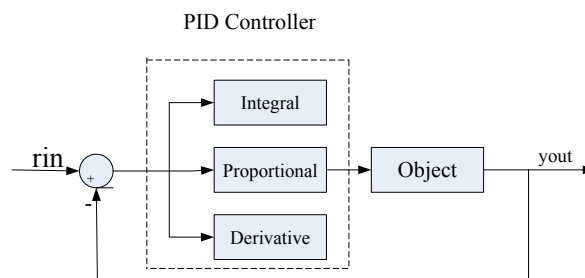 PID Controller
Integral
rin
+
-
Proportional
Object
yout
Derivative